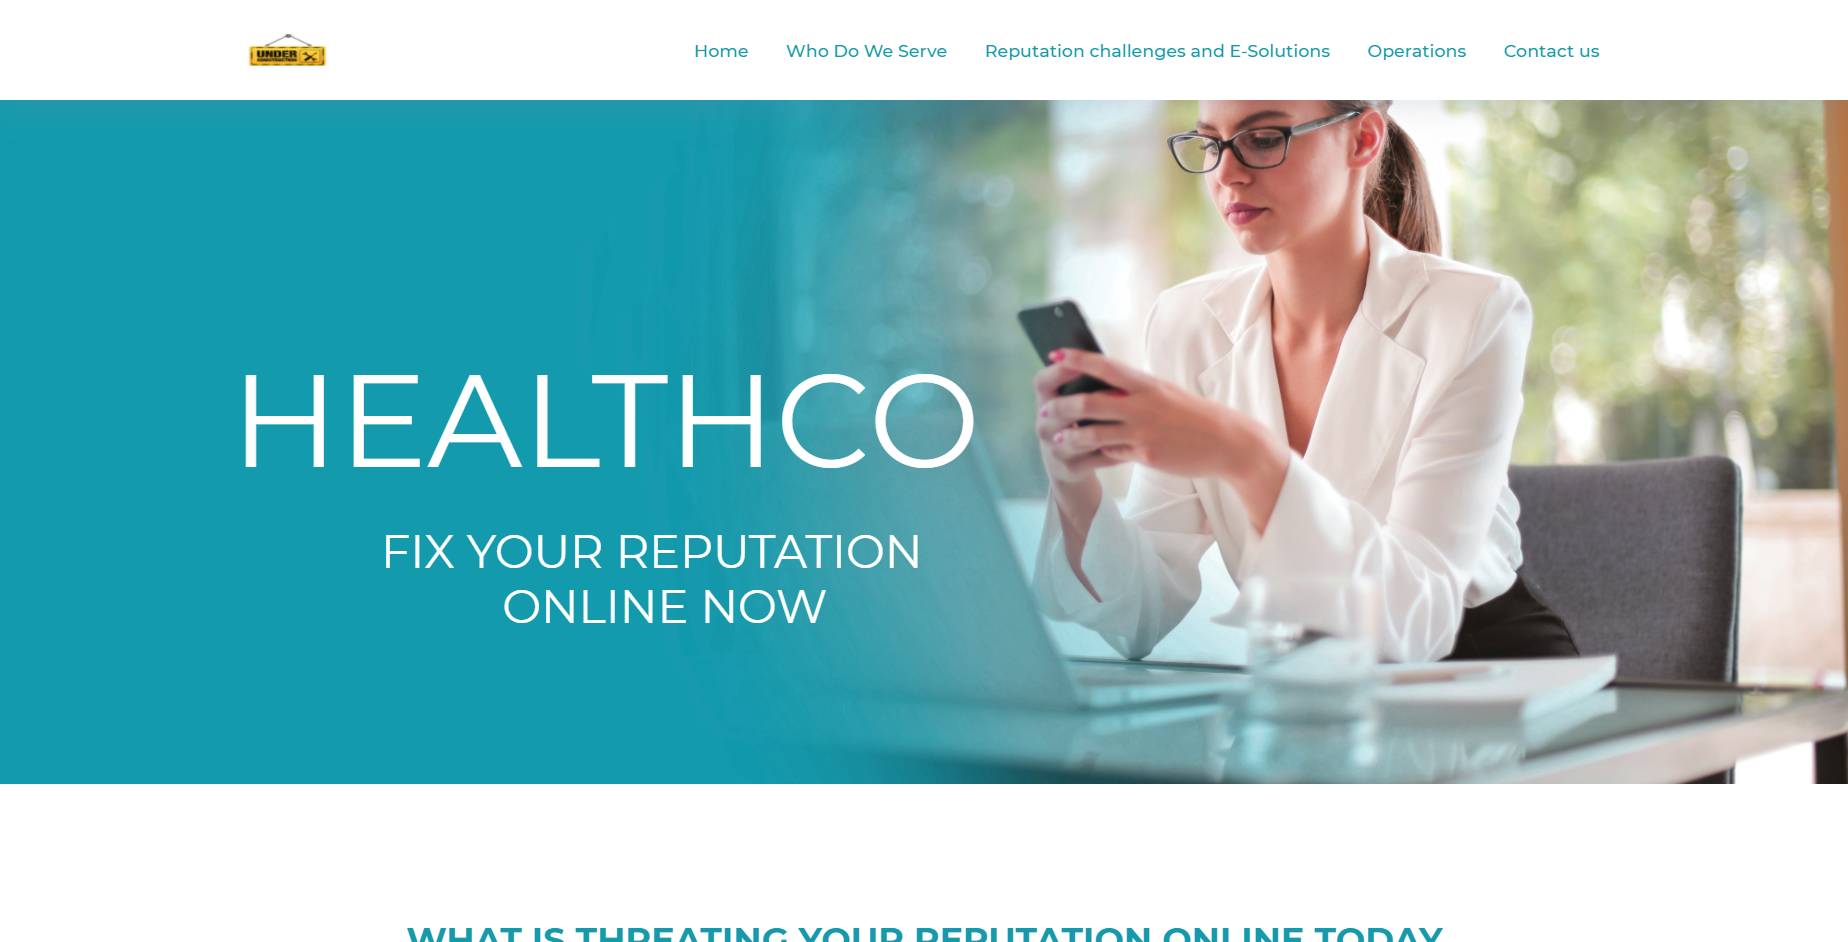 UNDER
CONSTRUCTION
Home
Who Do We Serve
Reputation challenges and E-Solutions
Operations
Contact us
HEALTHCO
FIX YOUR REPUTATION
ONLINE NOW
WHAT IS THREATING YOUR REPUTATION ONLINE TODAY